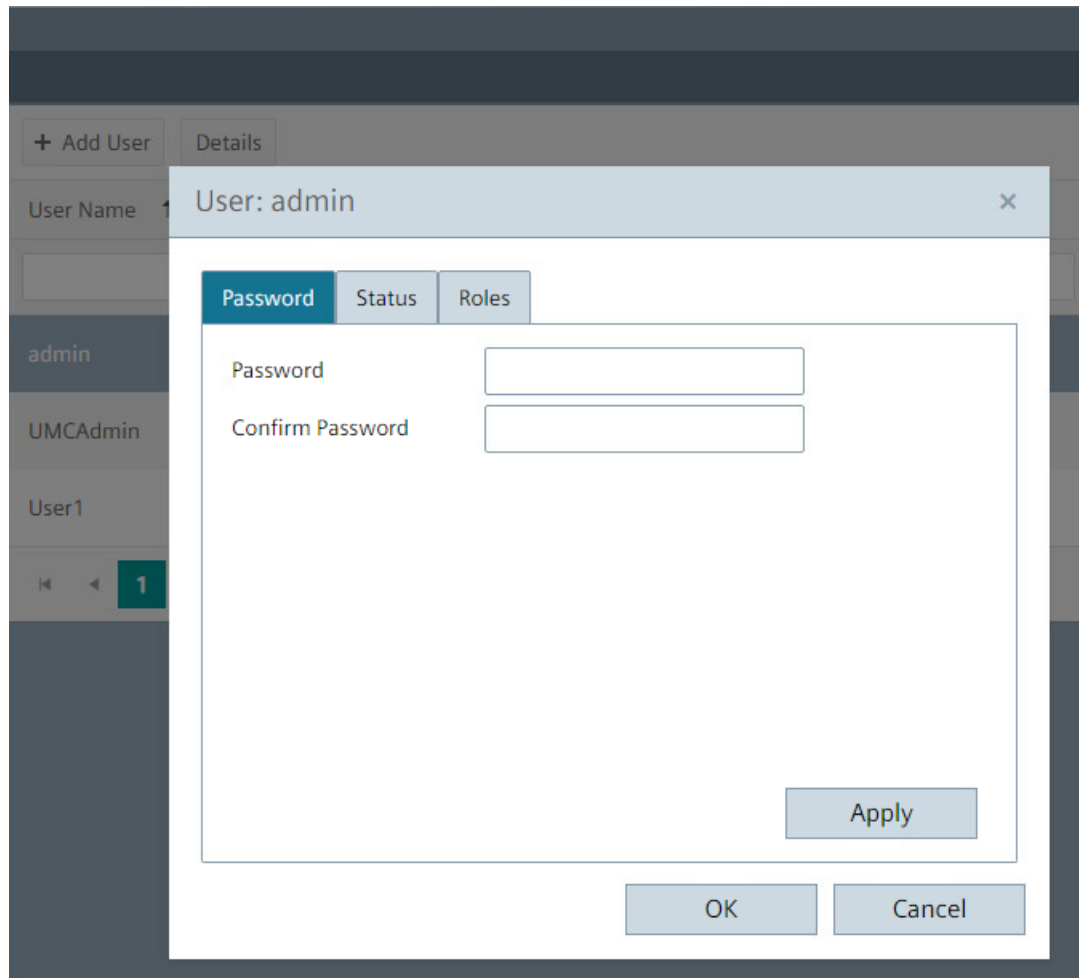 + Add User Details
User Name
User: admin
Password Status Roles
admin
Password
Confirm Password
UMCAdmin
User1
1
Apply
OK Cancel